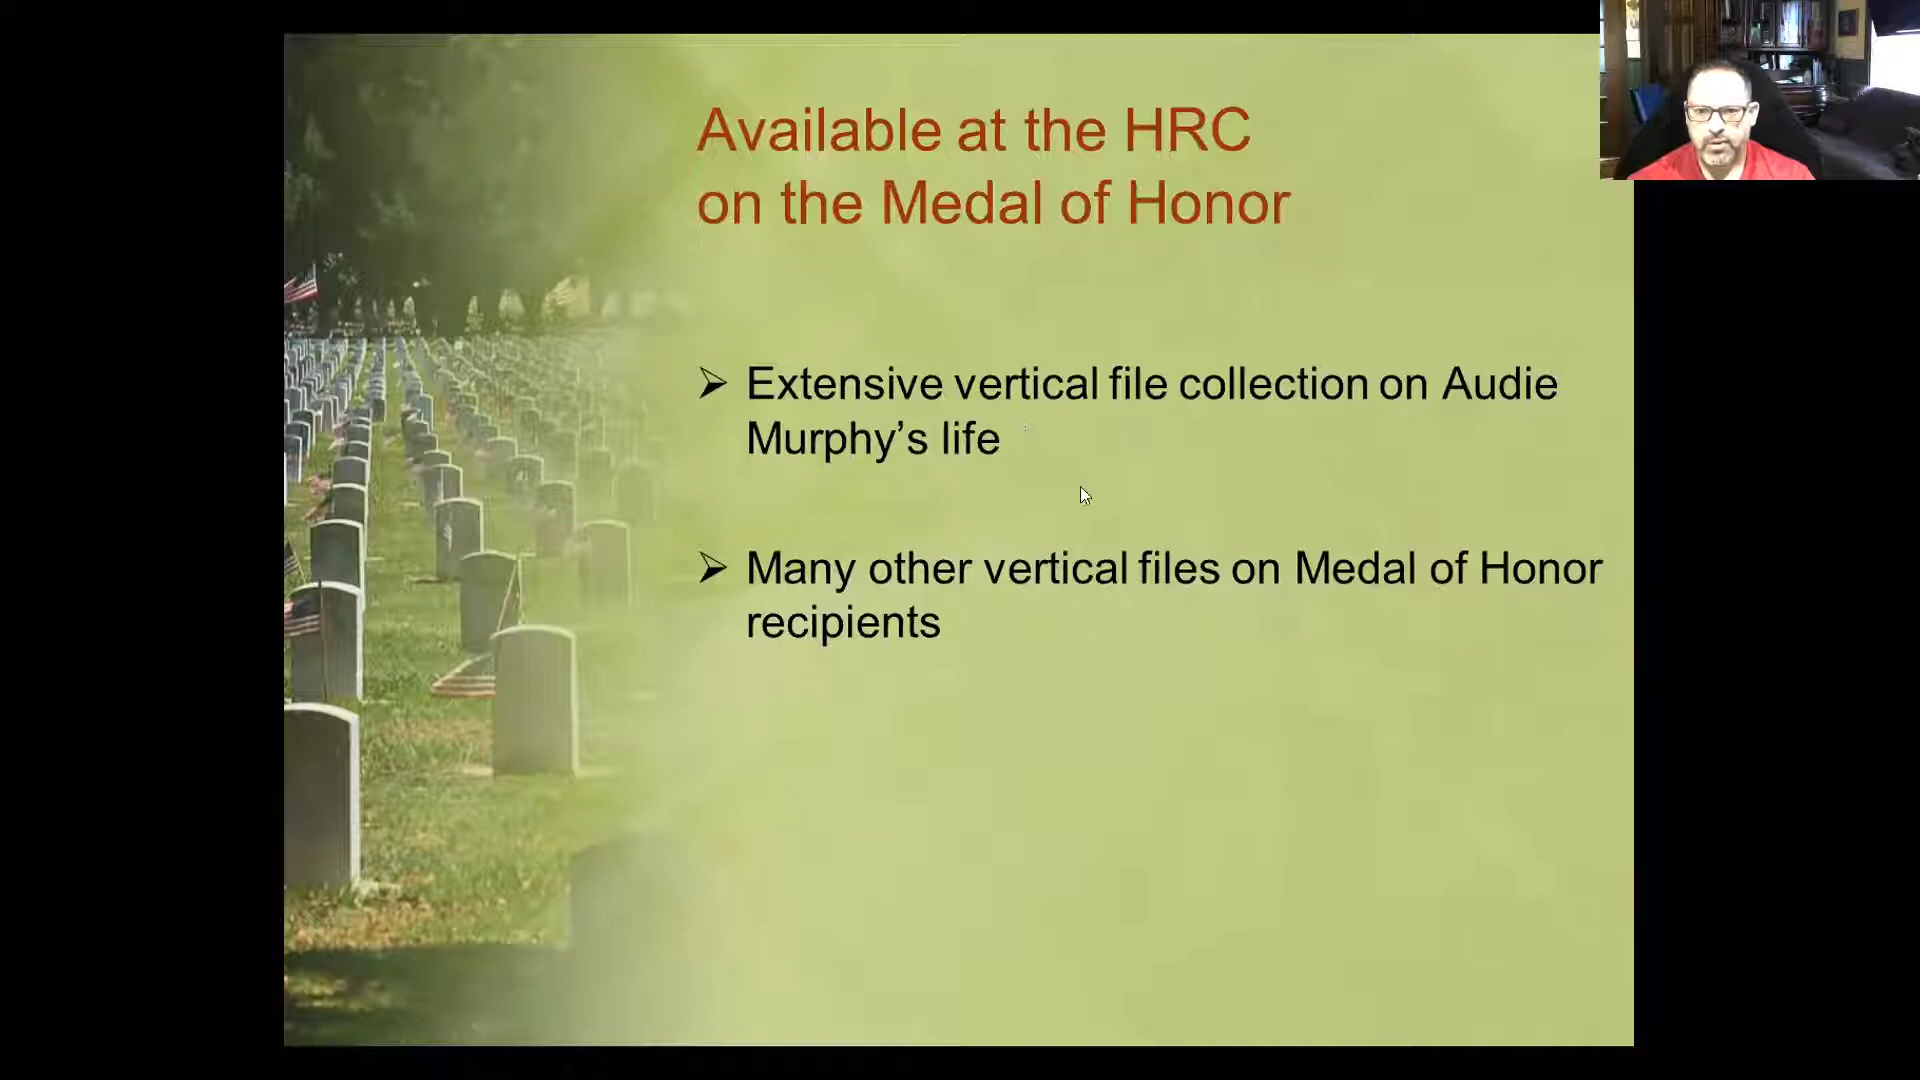 Available at the HRC
on the Medal of Honor
➢ Extensive vertical file collection on Audie
Murphy’s life
➢ Many other vertical files on Medal of Honor
recipients